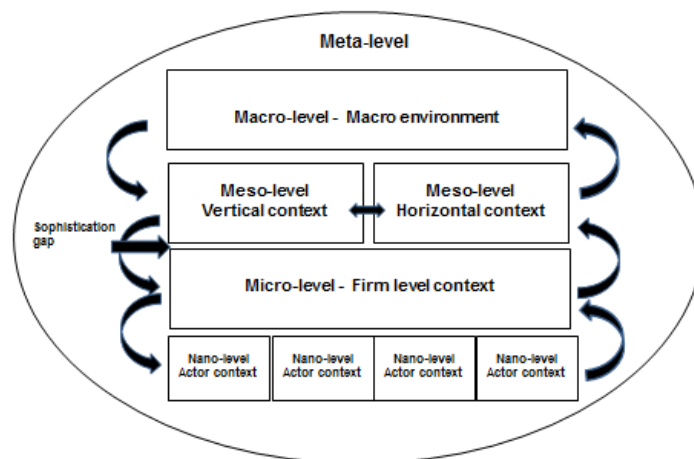 Meta-level
Macro-level - Macro environment
Meso-level
Vertical context
Meso-level
Horizontal context
Sophistication
gap
Micro-level - Firm level context
Nano-level
Actor context
Nano-level
Actor context
Nano-level
Actor context
Nano-level
Actor context